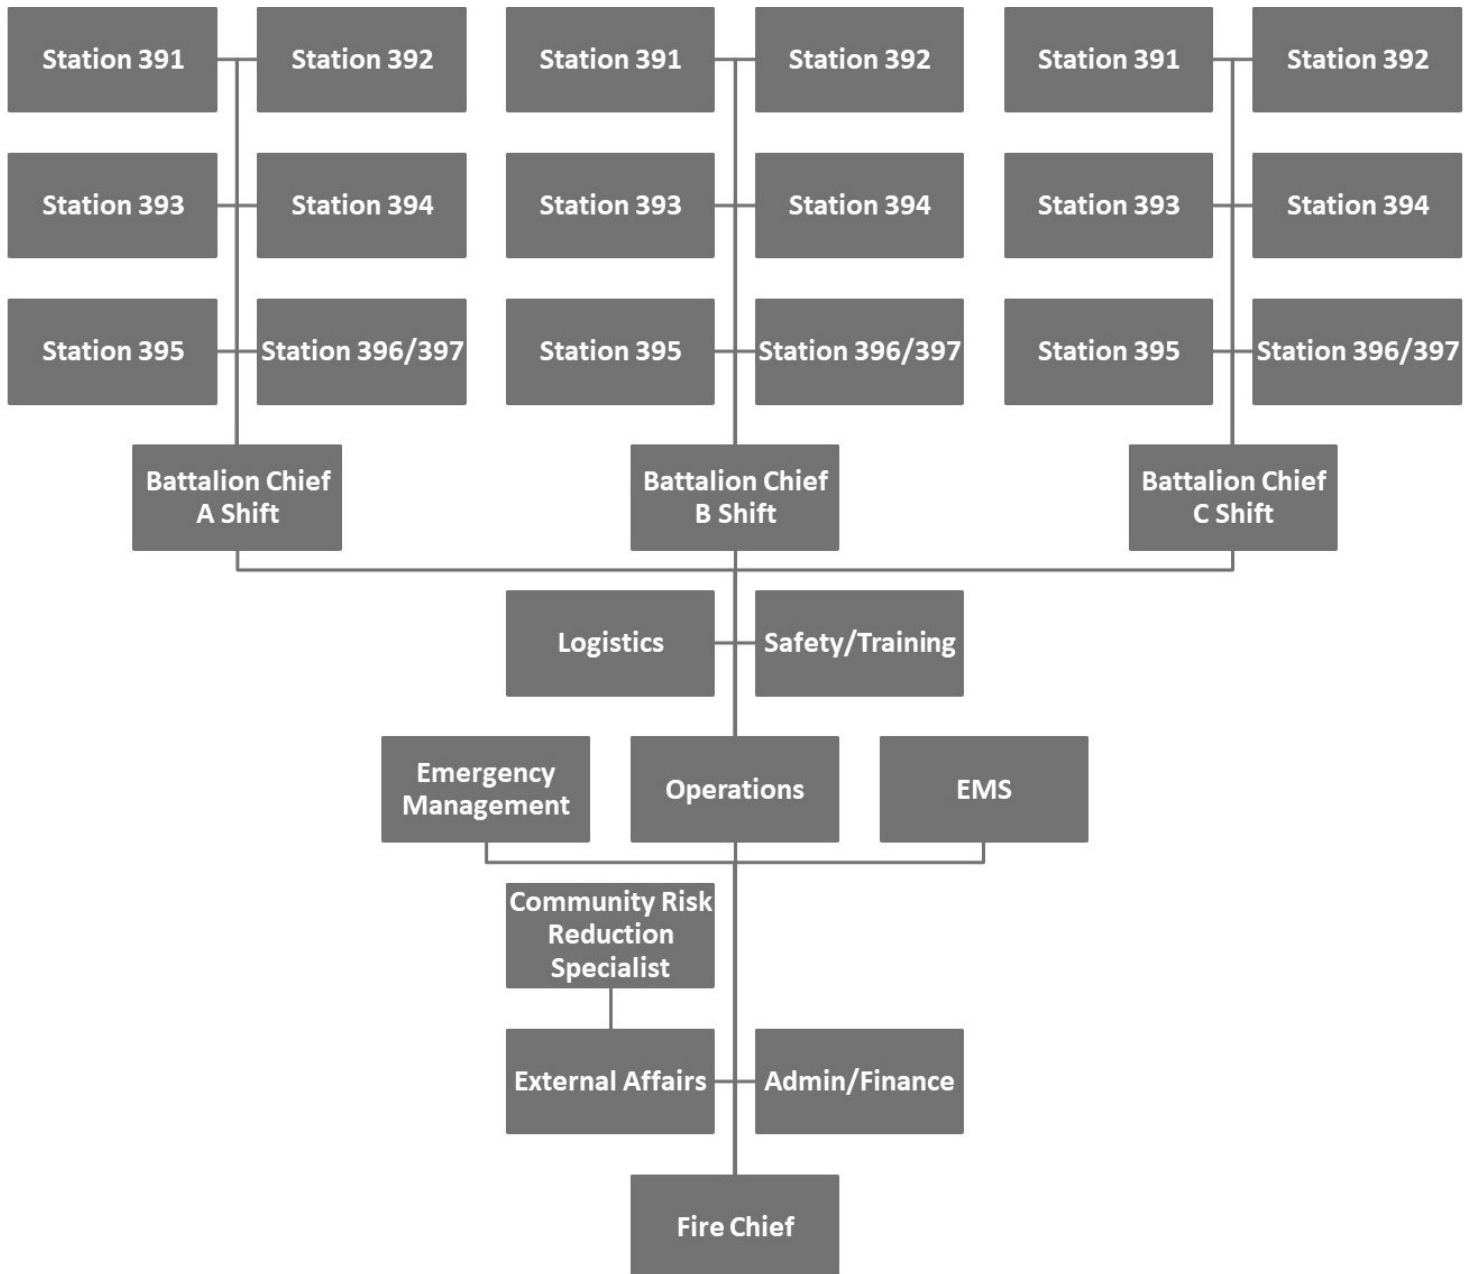 Station 391
Station 392
Station 391
Station 392
Station 391
Station 392
Station 393
Station 394
Station 393
Station 394
Station 393
Station 394
Station 395
Station 396/397
Station 395
Station 396/397
Station 395
Station 396/397
Battalion Chief
A Shift
Battalion Chief
B Shift
Battalion Chief
C Shift
Logistics
Safety/Training
Emergency
Management
Operations
EMS
Community Risk
Reduction
Specialist
External Affairs
Admin/Finance
Fire Chief